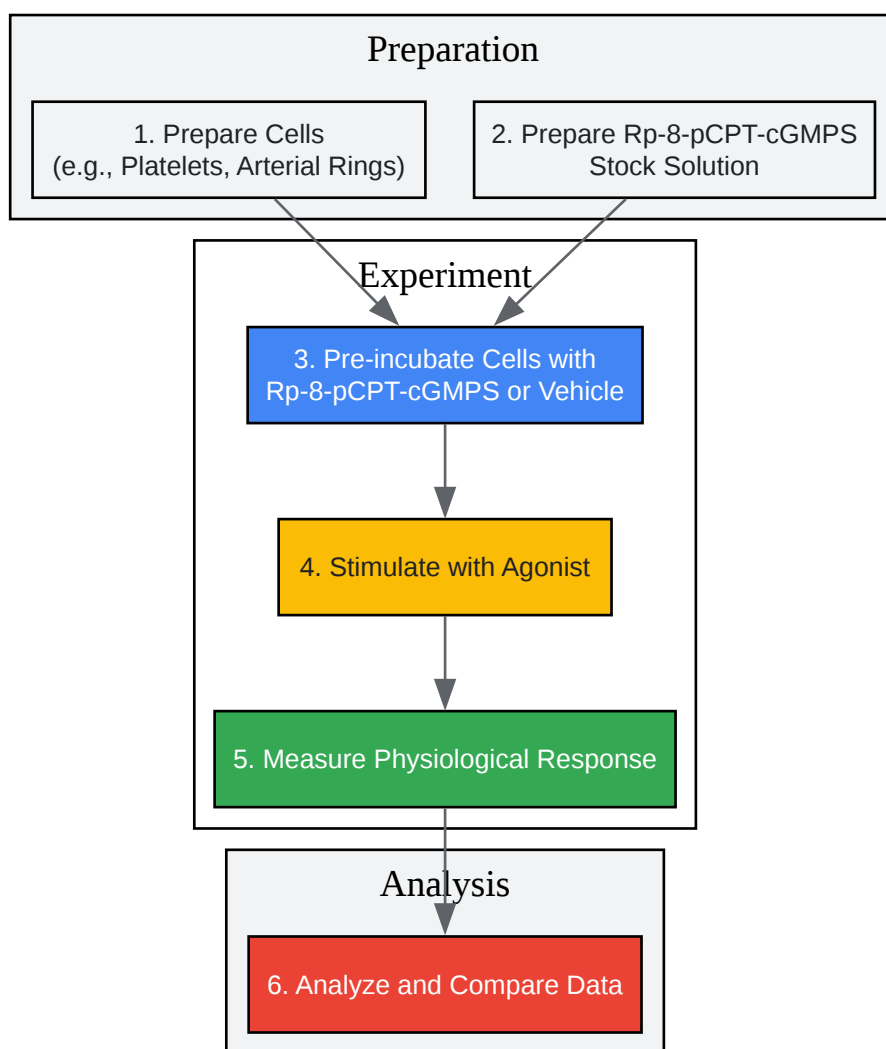 Preparation
1. Prepare Cells
(e.g., Platelets, Arterial Rings)
2. Prepare Rp-8-pCPT-cGMPS
Stock Solution
Experiment
3. Pre-incubate Cells with
Rp-8-pCPT-cGMPS or Vehicle
4. Stimulate with Agonist
5. Measure Physiological Response
Analysis
6. Analyze and Compare Data